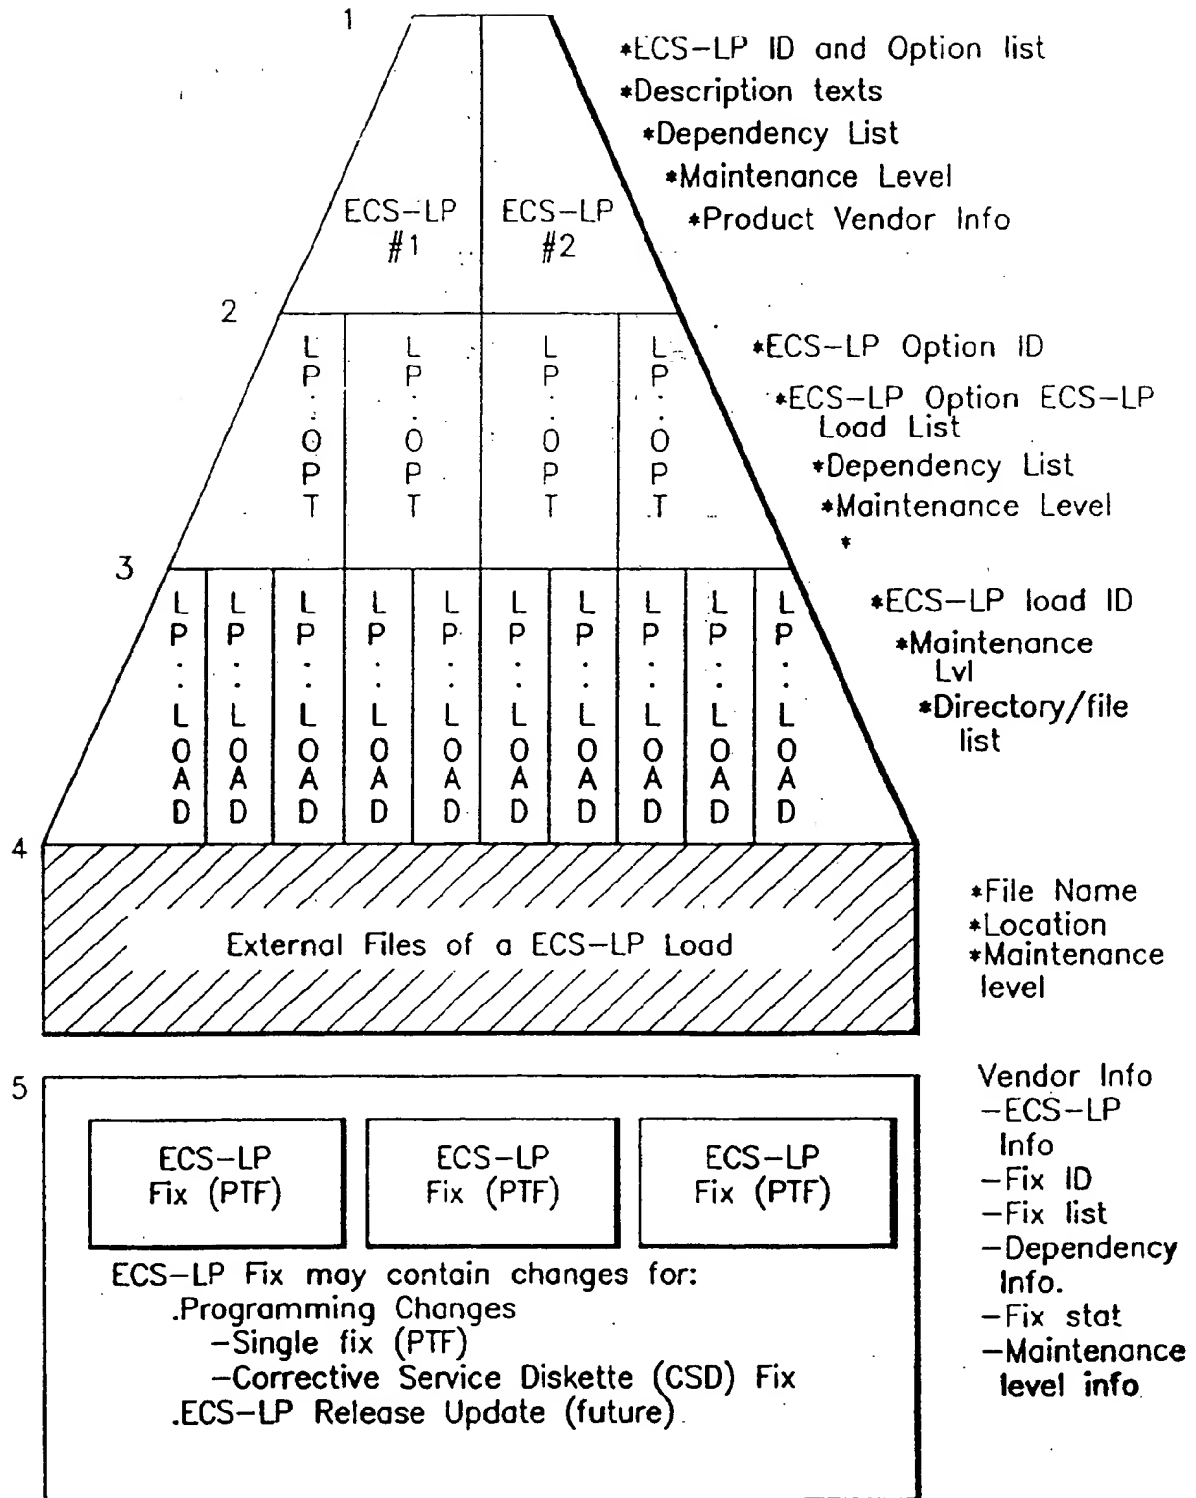 1
*ECS-LP ID and Option list
*Description texts
*Dependency List
*Maintenance Level
*Product Vendor Info
ECS-LP
#1
ECS-LP
#2
2
LP..OPT
LP..OPT
LP..OPT
LP..OPT
*ECS-LP Option ID
*ECS-LP Option ECS-LP
Load List
*Dependency List
*Maintenance Level
*
3
LP..LOAD
LP..LOAD
LP..LOAD
LP..LOAD
LP..LOAD
LP..LOAD
LP..LOAD
LP..LOAD
LP..LOAD
LP..LOAD
*ECS-LP load ID
*Maintenance
Lvl
*Directory/file
list
4
External Files of a ECS-LP Load
*File Name
*Location
*Maintenance
level
5
ECS-LP
Fix (PTF)
ECS-LP
Fix (PTF)
ECS-LP
Fix (PTF)
ECS-LP Fix may contain changes for:
.Programming Changes
-Single fix (PTF)
-Corrective Service Diskette (CSD) Fix
.ECS-LP Release Update (future)
Vendor Info
-ECS-LP
Info
-Fix ID
-Fix list
-Dependency
Info.
-Fix stat
-Maintenance
level info